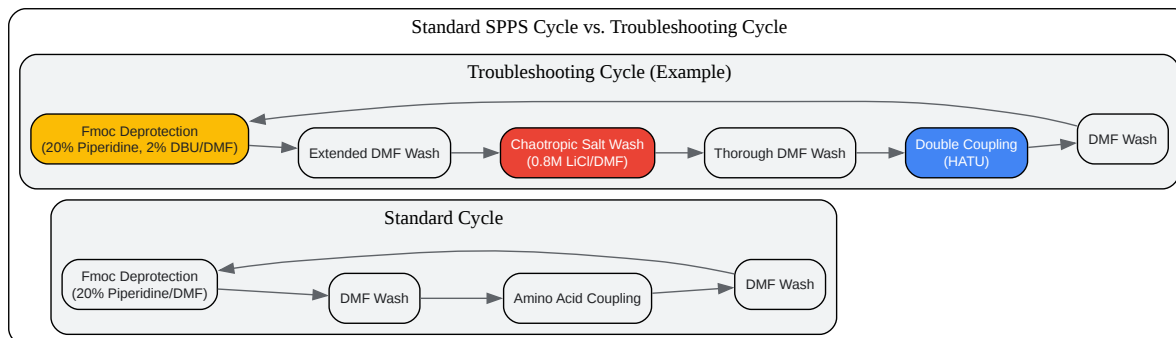 Standard SPPS Cycle vs. Troubleshooting Cycle
Troubleshooting Cycle (Example)
Fmoc Deprotection
(20% Piperidine, 2% DBU/DMF)
Extended DMF Wash
Chaotropic Salt Wash
(0.8M LiCl/DMF)
Thorough DMF Wash
Double Coupling
(HATU)
DMF Wash
Standard Cycle
Fmoc Deprotection
(20% Piperidine/DMF)
DMF Wash
Amino Acid Coupling
DMF Wash